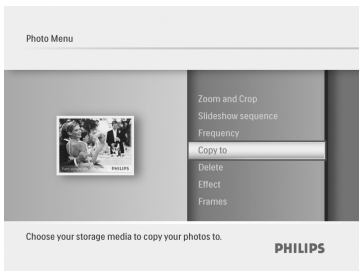 Photo Menu
Zoom and Crop
Slideshow sequence
Frequency
Copy to
Delete
Effect
Frames
PHILIPS
Choose your storage media to copy your photos to.
PHILIPS